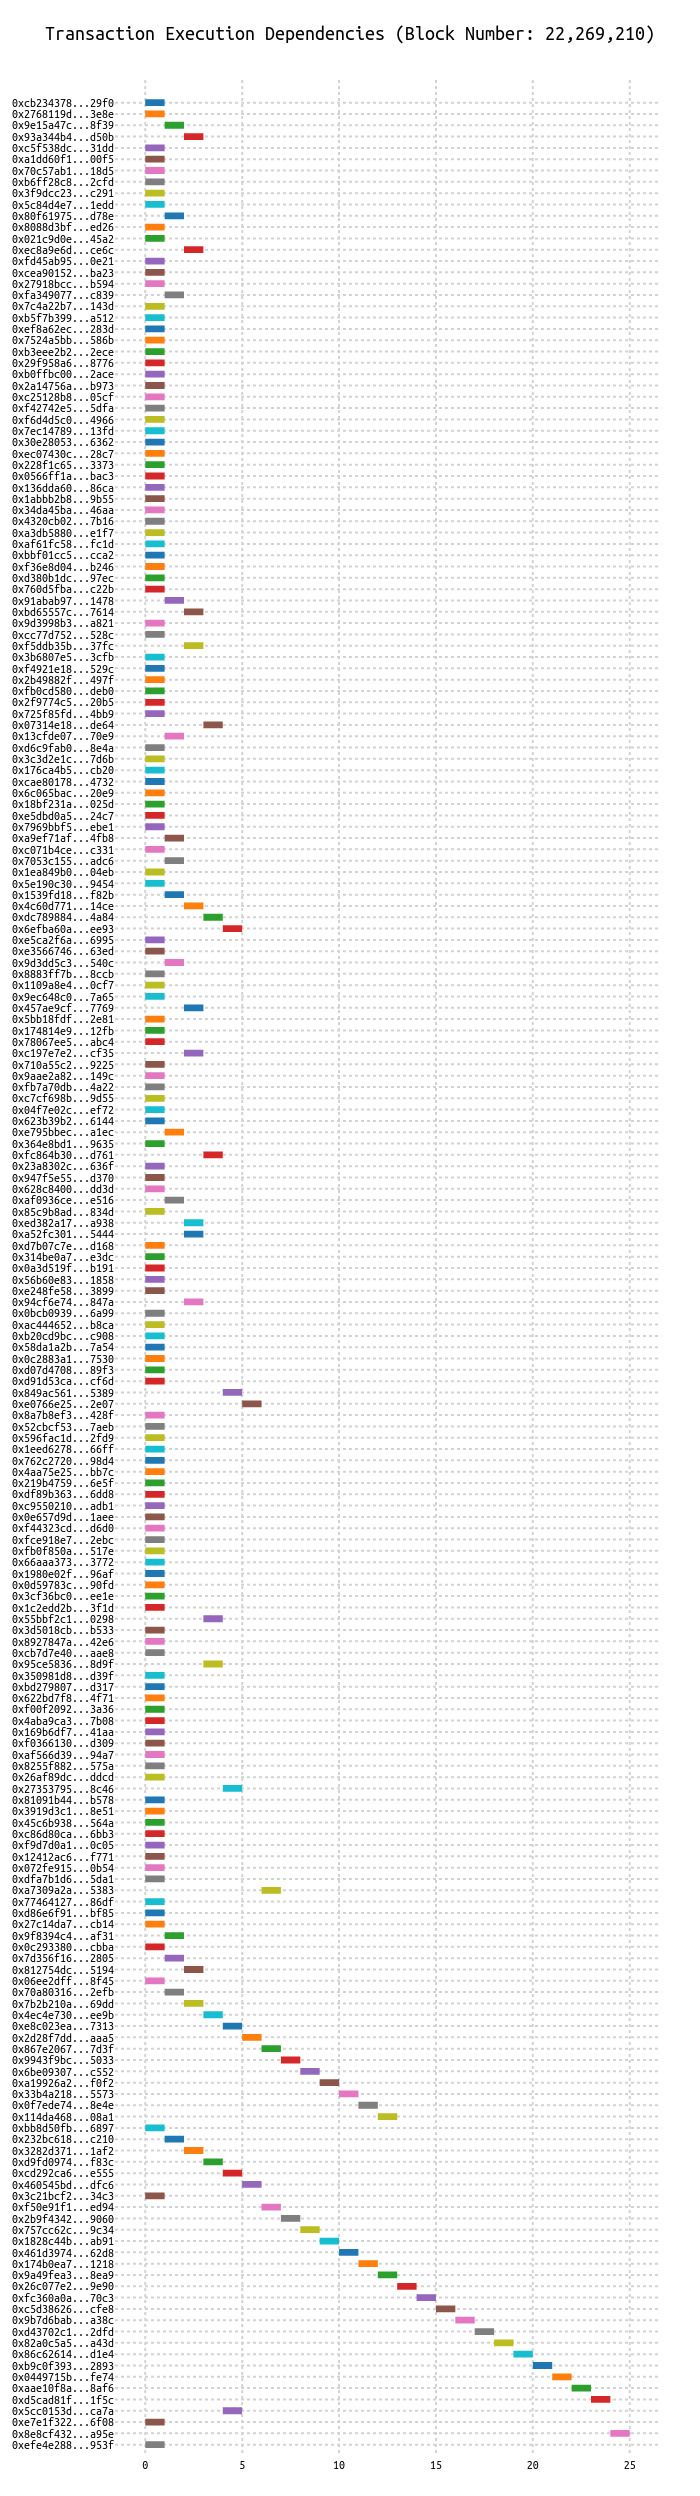 Transaction Execution Dependencies (Block Number: 22,269,210)
0xcb234378...29f0
0x2768119d...3e8e
0x9e15a47c...8f39
0x93a344b4...d50b
0xc5f538dc...31dd
0xa1dd60f1...00f5
0x70c57ab1...18d5
0xb6ff28c8...2cfd
0x3f9dcc23...c291
0x5c84d4e7...1edd
0x80f61975...d78e
0x8088d3bf...ed26
0x021c9d0e...45a2
0xec8a9e6d...ce6c
0xfd45ab95...0e21
0xcea90152...ba23
0x27918bcc...b594
0xfa349077...c839
0x7c4a22b7...143d
0xb5f7b399...a512
0xef8a62ec...283d
0x7524a5bb...586b
0xb3eee2b2...2ece
0x29f958a6...8776
0xb0ffbc00...2ace
0x2a14756a...b973
0xc25128b8...05cf
0xf42742e5...5dfa
0xf6d4d5c0...4966
0x7ec14789...13fd
0x30e28053...6362
0xec07430c...28c7
0x228f1c65...3373
0x0566ff1a...bac3
0x136dda60...86ca
0x1abbb2b8...9b55
0x34da45ba...46aa
0x4320cb02...7b16
0xa3db5880...e1f7
0xaf61fc58...fc1d
0xbbf01cc5...cca2
0xf36e8d04...b246
0xd380b1dc...97ec
0x760d5fba...c22b
0x91abab97...1478
0xbd65557c...7614
0x9d3998b3...a821
0xcc77d752...528c
0xf5ddb35b...37fc
0x3b6807e5...3cfb
0xf4921e18...529c
0x2b49882f...497f
0xfb0cd580...deb0
0x2f9774c5...20b5
0x725f85fd...4bb9
0x07314e18...de64
0x13cfde07...70e9
0xd6c9fab0...8e4a
0x3c3d2e1c...7d6b
0x176ca4b5...cb20
0xcae80178...4732
0x6c065bac...20e9
0x18bf231a...025d
0xe5dbd0a5...24c7
0x7969bbf5...ebe1
0xa9ef71af...4fb8
0xc071b4ce...c331
0x7053c155...adc6
0x1ea849b0...04eb
0x5e190c30...9454
0x1539fd18...f82b
0x4c60d771...14ce
0xdc789884...4a84
0x6efba60a...ee93
0xe5ca2f6a...6995
0xe3566746...63ed
0x9d3dd5c3...540c
0x8883ff7b...8ccb
0x1109a8e4...0cf7
0x9ec648c0...7a65
0x457ae9cf...7769
0x5bb18fdf...2e81
0x174814e9...12fb
0x78067ee5...abc4
0xc197e7e2...cf35
0x710a55c2...9225
0x9aae2a82...149c
0xfb7a70db...4a22
0xc7cf698b...9d55
0x04f7e02c...ef72
0x623b39b2...6144
0xe795bbec...a1ec
0x364e8bd1...9635
0xfc864b30...d761
0x23a8302c...636f
0x947f5e55...d370
0x628c8400...dd3d
0xaf0936ce...e516
0x85c9b8ad...834d
0xed382a17...a938
0xa52fc301...5444
0xd7b07c7e...d168
0x314be0a7...e3dc
0x0a3d519f...b191
0x56b60e83...1858
0xe248fe58...3899
0x94cf6e74...847a
0x0bcb0939...6a99
0xac444652...b8ca
0xb20cd9bc...c908
0x58da1a2b...7a54
0x0c2883a1...7530
0xd07d4708...89f3
0xd91d53ca...cf6d
0x849ac561...5389
0xe0766e25...2e07
0x8a7b8ef3...428f
0x52cbcf53...7aeb
0x596fac1d...2fd9
0x1eed6278...66ff
0x762c2720...98d4
0x4aa75e25...bb7c
0x219b4759...6e5f
0xdf89b363...6dd8
0xc9550210...adb1
0x0e657d9d...1aee
0xf44323cd...d6d0
0xfce918e7...2ebc
0xfb0f850a...517e
0x66aaa373...3772
0x1980e02f...96af
0x0d59783c...90fd
0x3cf36bc0...ee1e
0x1c2edd2b...3f1d
0x55bbf2c1...0298
0x3d5018cb...b533
0x8927847a...42e6
0xcb7d7e40...aae8
0x95ce5836...8d9f
0x350981d8...d39f
0xbd279807...d317
0x622bd7f8...4f71
0xf00f2092...3a36
0x4aba9ca3...7b08
0x169b6df7...41aa
0xf0366130...d309
0xaf566d39...94a7
0x8255f882...575a
0x26af89dc...ddcd
0x27353795...8c46
0x81091b44...b578
0x3919d3c1...8e51
0x45c6b938...564a
0xc86d80ca...6bb3
0xf9d7d0a1...0c05
0x12412ac6...f771
0x072fe915...0b54
0xdfa7b1d6...5da1
0xa7309a2a...5383
0x77464127...86df
0xd86e6f91...bf85
0x27c14da7...cb14
0x9f8394c4...af31
0x0c293380...cbba
0x7d356f16...2805
0x812754dc...5194
0x06ee2dff...8f45
0x70a80316...2efb
0x7b2b210a...69dd
0x4ec4e730...ee9b
0xe8c023ea...7313
0x2d28f7dd...aaa5
0x867e2067...7d3f
0x9943f9bc...5033
0x6be09307...c552
0xa19926a2...f0f2
0x33b4a218...5573
0x0f7ede74...8e4e
0x114da468...08a1
0xbb8d50fb...6897
0x232bc618...c210
0x3282d371...1af2
0xd9fd0974...f83c
0xcd292ca6...e555
0x460545bd...dfc6
0x3c21bcf2...34c3
0xf50e91f1...ed94
0x2b9f4342...9060
0x757cc62c...9c34
0x1828c44b...ab91
0x461d3974...62d8
0x174b0ea7...1218
0x9a49fea3...8ea9
0x26c077e2...9e90
0xfc360a0a...70c3
0xc5d38626...cfe8
0x9b7d6bab...a38c
0xd43702c1...2dfd
0x82a0c5a5...a43d
0x86c62614...d1e4
0xb9c0f393...2893
0x0449715b...fe74
0xaae10f8a...8af6
0xd5cad81f...1f5c
0x5cc0153d...ca7a
0xe7e1f322...6f08
0x8e8cf432...a95e
0xefe4e288...953f
0 5 10 15 20 25